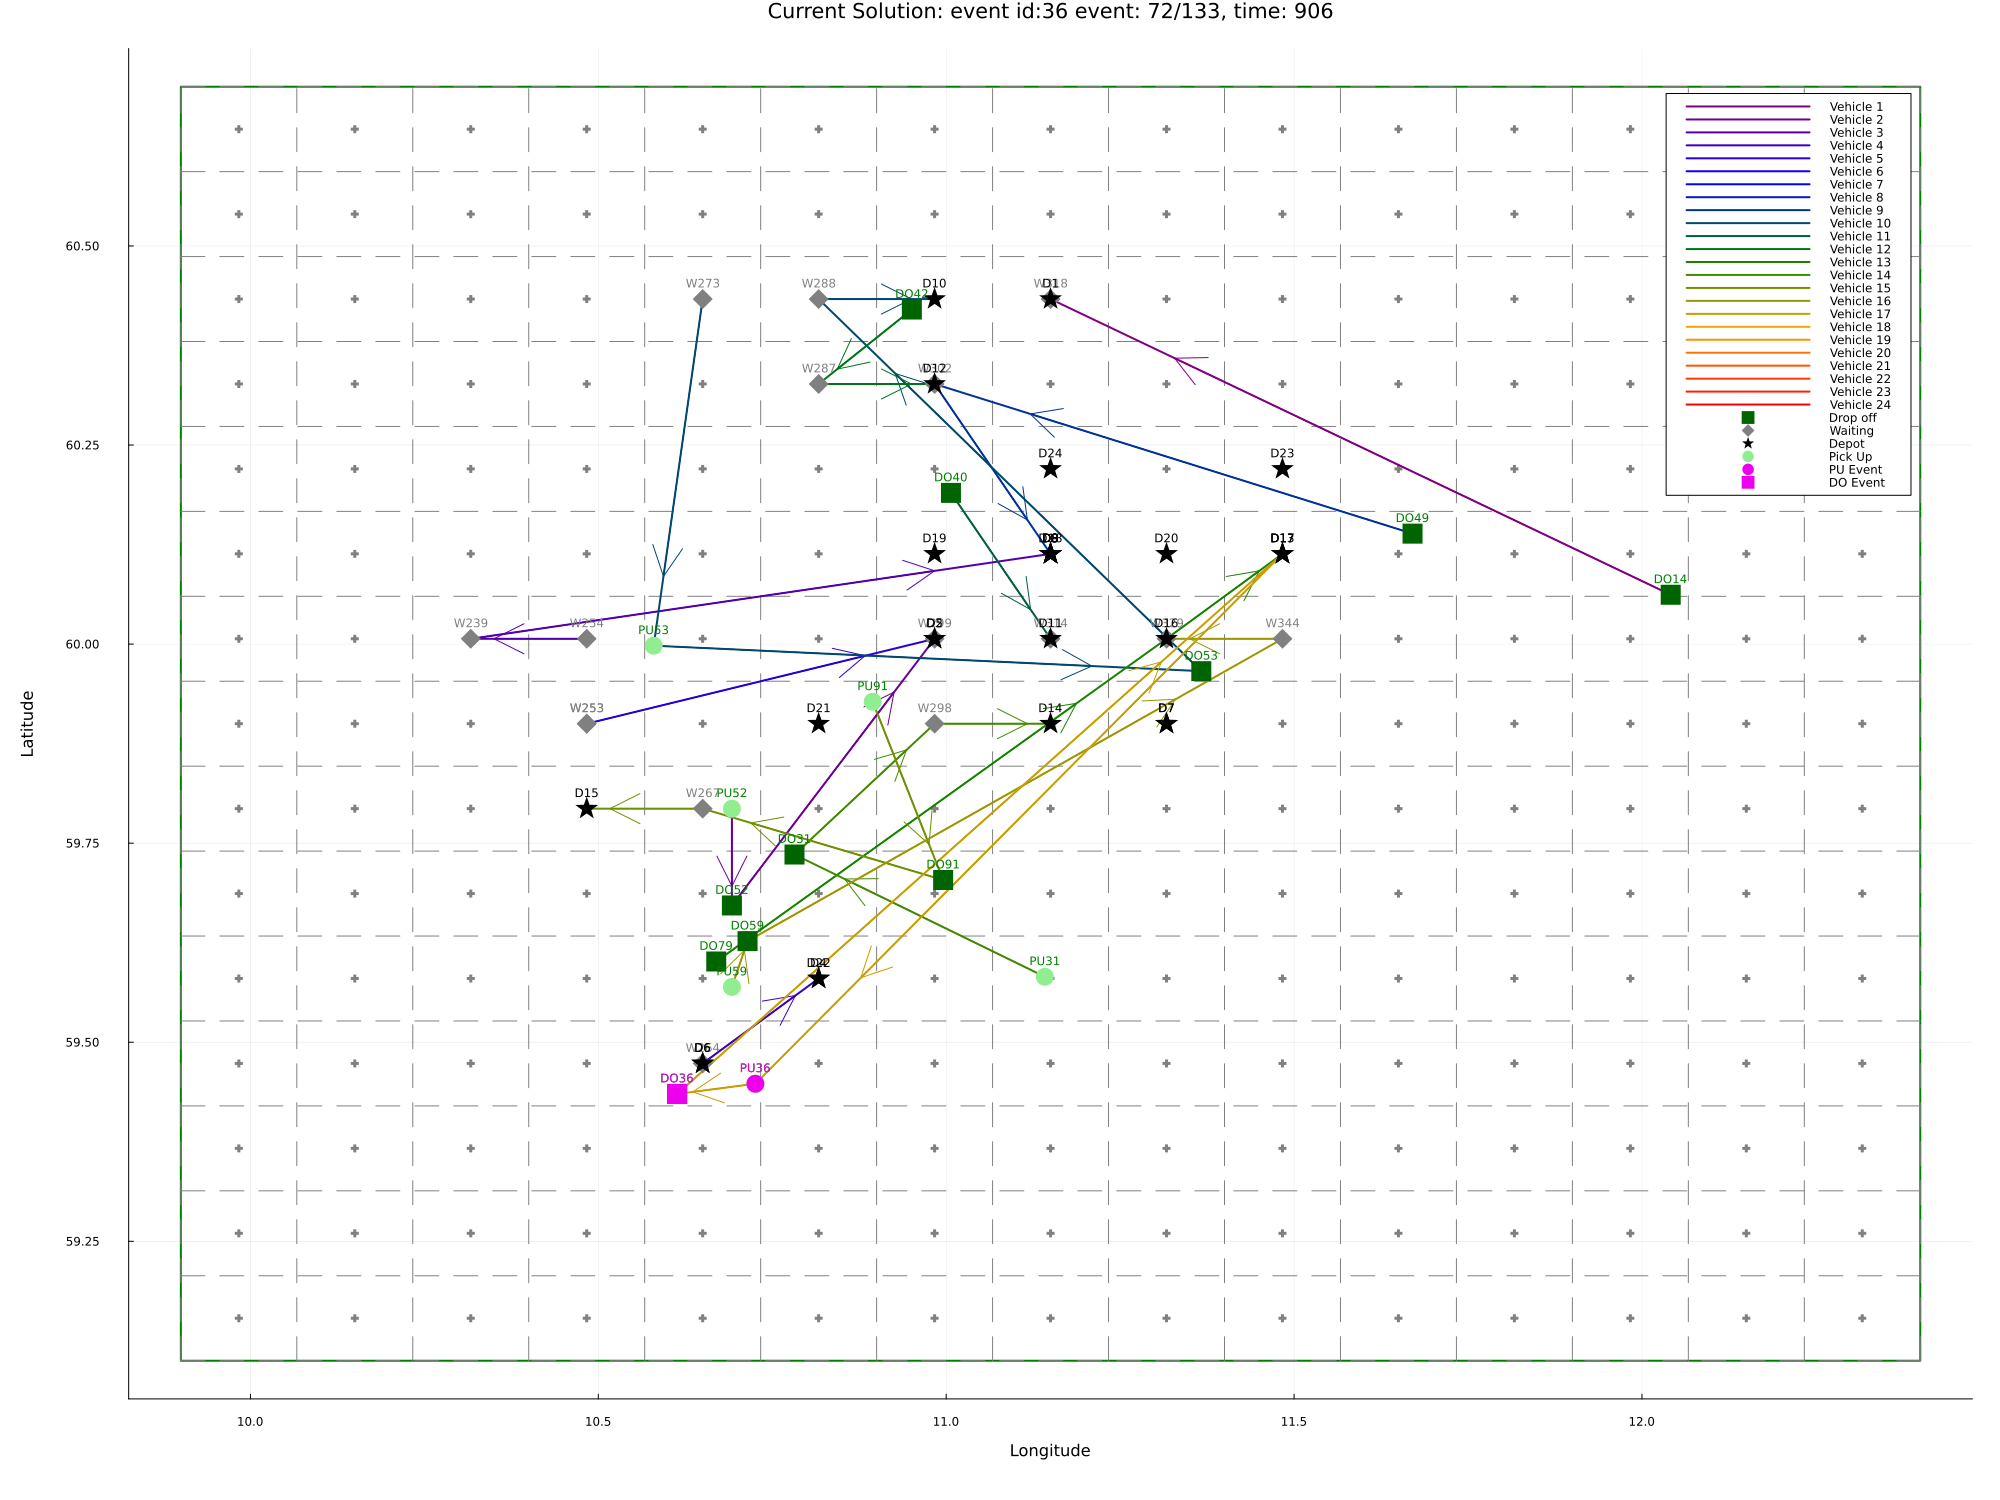 Current Solution: event id:36 event: 72/133, time: 906
Vehicle 1
Vehicle 2
Vehicle 3
Vehicle 4
Vehicle 5
Vehicle 6
Vehicle 7
Vehicle 8
Vehicle 9
Vehicle 10
Vehicle 11
Vehicle 12
Vehicle 13
Vehicle 14
Vehicle 15
Vehicle 16
Vehicle 17
Vehicle 18
Vehicle 19
Vehicle 20
Vehicle 21
Vehicle 22
Vehicle 23
Vehicle 24
Drop off
Waiting
Depot
Pick Up
PU Event
DO Event
60.50
60.25
60.00
59.75
59.50
59.25
Latitude
W273
W288
D10
D1
DO42
W287
D12
D24
D23
DO40
DO49
D19
D20
DO14
W239
W254
PU53
D11
D16
W344
DO53
PU91
W253
D21
W298
D14
D7
D15
W267
PU52
DO31
DO91
DO52
DO59
DO79
PU59
PU31
D6
PU36
DO36
10.0
10.5
11.0
11.5
12.0
Longitude